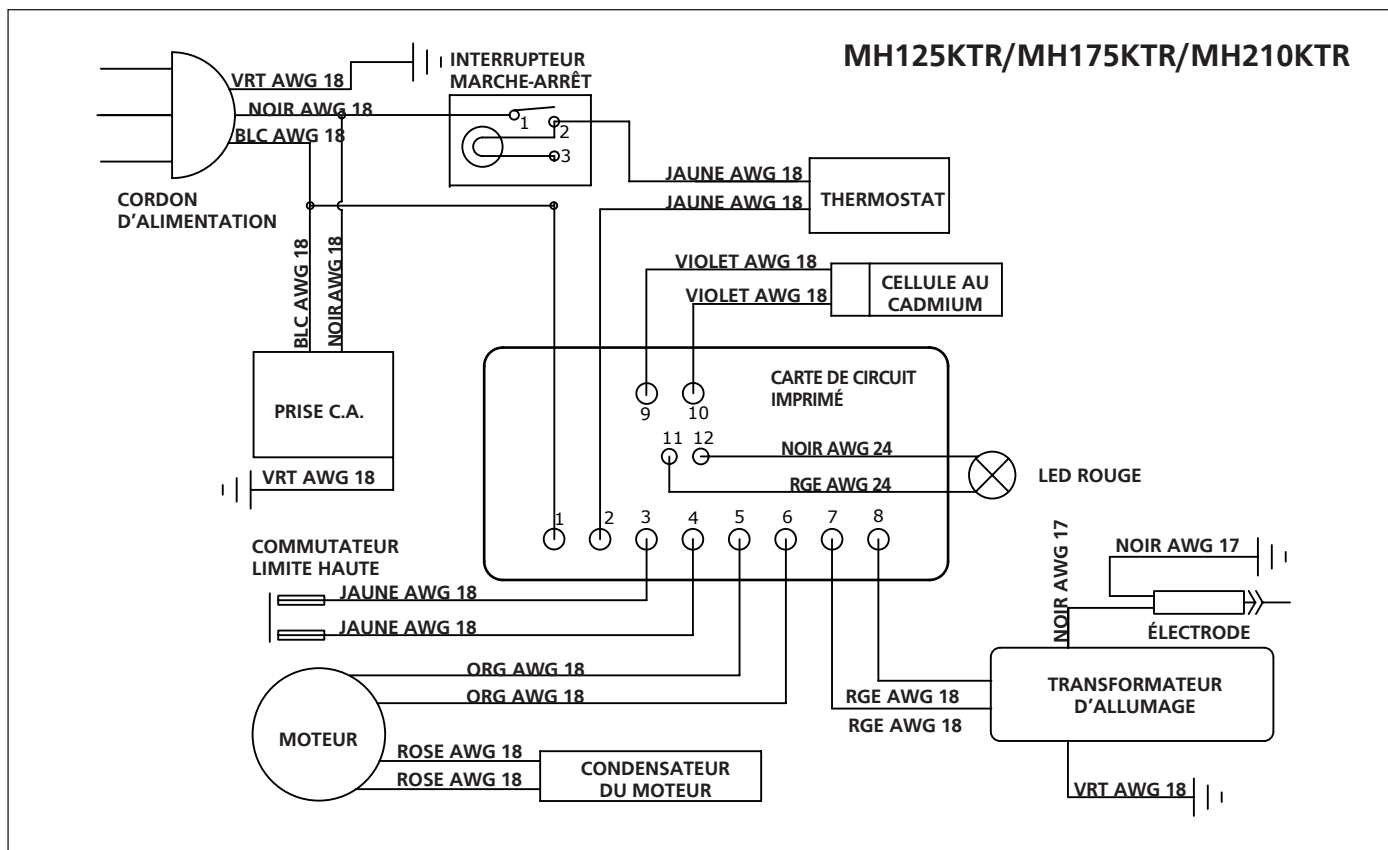 MH125KTR/MH175KTR/MH210KTR
VRT AWG 18
NOIR AWG 18
BLC AWG 18
CORDON
D'ALIMENTATION
INTERRUPTEUR
MARCHE-ARRÊT
1
2
3
JAUNE AWG 18
JAUNE AWG 18
THERMOSTAT
VIOLET AWG 18
VIOLET AWG 18
CELLULE AU
CADMIUM
BLC AWG 18
NOIR AWG 18
PRISE C.A.
VRT AWG 18
CARTE DE CIRCUIT
IMPRIMÉ
9
10
11
12
NOIR AWG 24
RGE AWG 24
LED ROUGE
1
2
3
4
5
6
7
8
COMMUTATEUR
LIMITE HAUTE
JAUNE AWG 18
JAUNE AWG 18
ORG AWG 18
ORG AWG 18
MOTEUR
ROSE AWG 18
ROSE AWG 18
CONDENSATEUR
DU MOTEUR
RGE AWG 18
RGE AWG 18
NOIR AWG 17
NOIR AWG 17
ÉLECTRODE
TRANSFORMATEUR
D'ALLUMAGE
VRT AWG 18